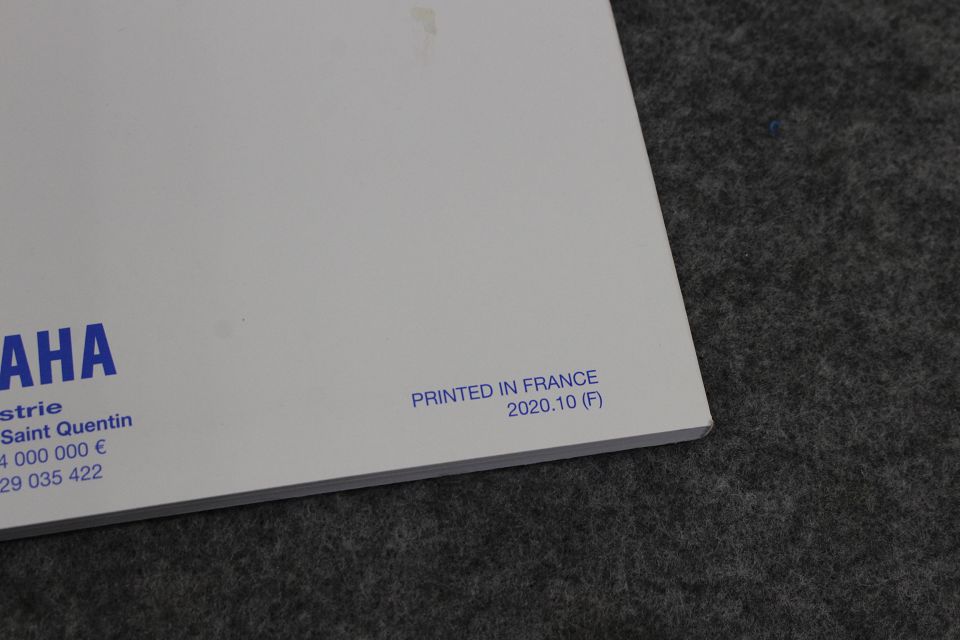 AHA
strie
Saint Quentin
4 000 000 €
29 035 422
PRINTED IN FRANCE
2020.10 (F)